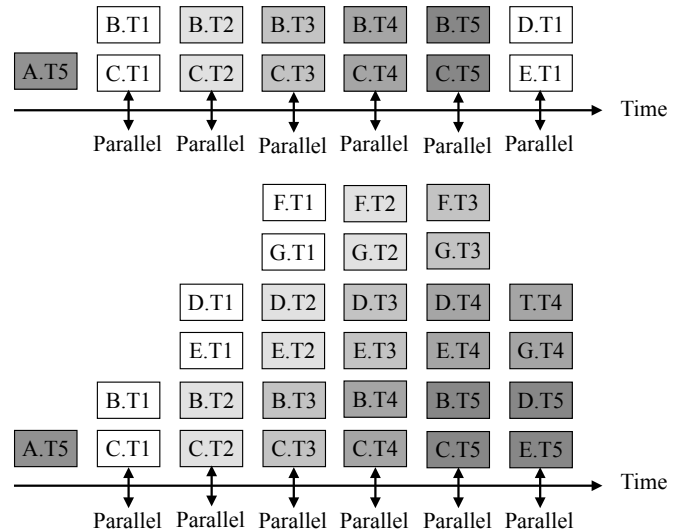 B.T1 B.T2 B.T3 B.T4 B.T5 D.T1
A.T5 C.T1 C.T2 C.T3 C.T4 C.T5 E.T1
Time
Parallel Parallel Parallel Parallel Parallel Parallel
F.T1 F.T2 F.T3
G.T1 G.T2 G.T3
D.T1 D.T2 D.T3 D.T4 T.T4
E.T1 E.T2 E.T3 E.T4 G.T4
B.T1 B.T2 B.T3 B.T4 B.T5 D.T5
A.T5 C.T1 C.T2 C.T3 C.T4 C.T5 E.T5
Time
Parallel Parallel Parallel Parallel Parallel Parallel